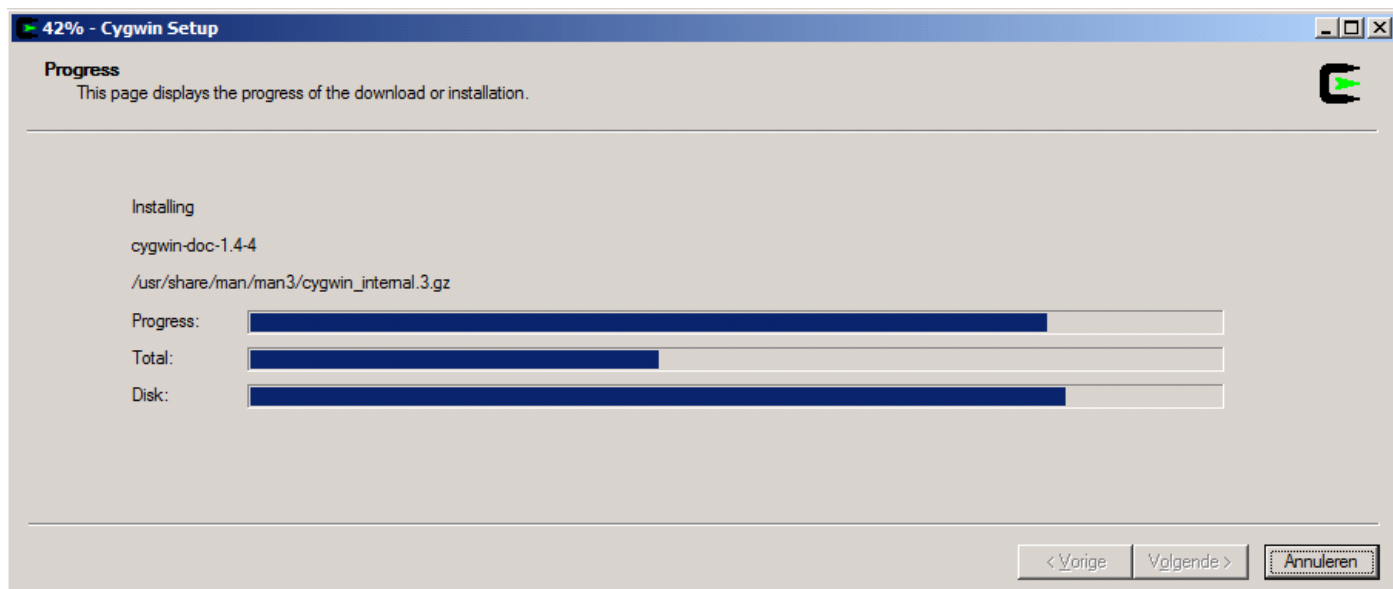 42% - Cygwin Setup
Progress
This page displays the progress of the download or installation.
Installing
cygwin-doc-1.4-4
/usr/share/man/man3/cygwin_internal.3.gz
Progress:
Total:
Disk:
< Vorige
Volgende >
Annuleren